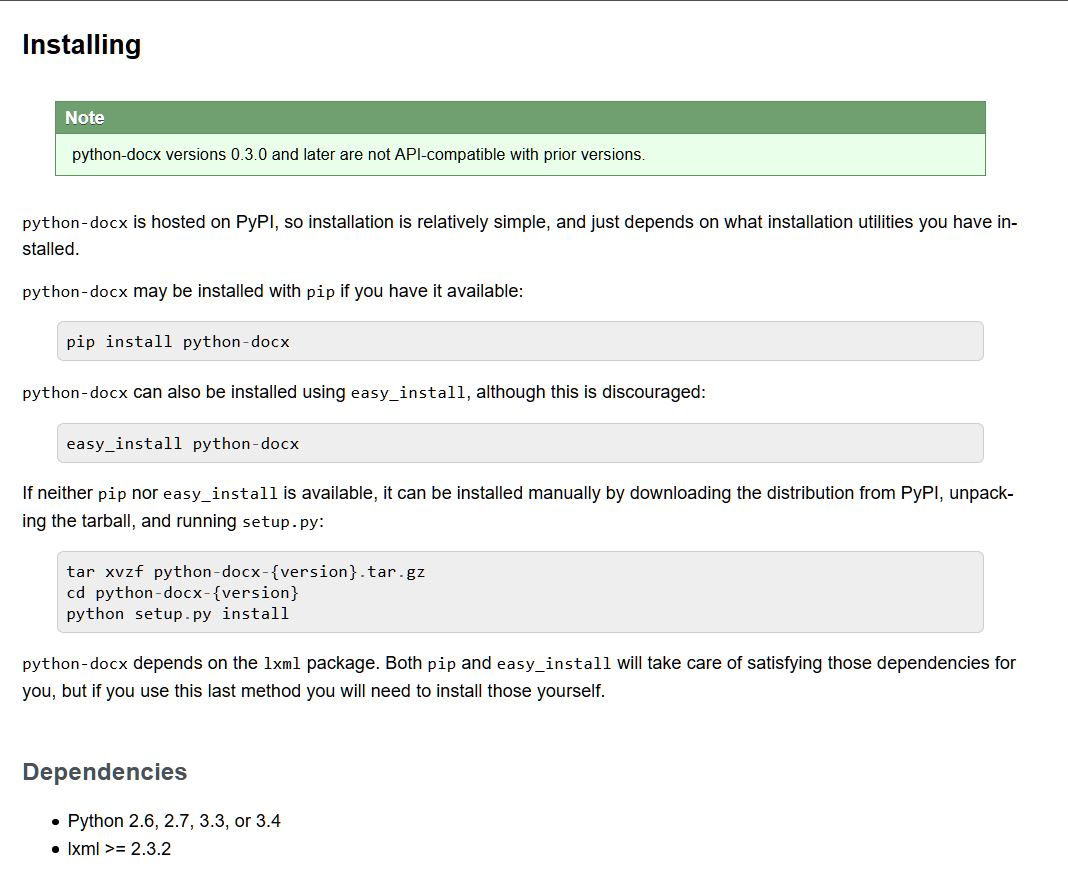 Installing
Note
python-docx versions 0.3.0 and later are not API-compatible with prior versions.
python-docx is hosted on PyPI, so installation is relatively simple, and just depends on what installation utilities you have in-
stalled.
python-docx may be installed with pip if you have it available:
pip install python-docx
python-docx can also be installed using easy_install, although this is discouraged:
easy_install python-docx
If neither pip nor easy_install is available, it can be installed manually by downloading the distribution from PyPI, unpack-
ing the tarball, and running setup.py:
tar xvzf python-docx-{version}.tar.gz
cd python-docx-{version}
python setup.py install
python-docx depends on the lxml package. Both pip and easy_install will take care of satisfying those dependencies for
you, but if you use this last method you will need to install those yourself.
Dependencies
• Python 2.6, 2.7, 3.3, or 3.4
• lxml >= 2.3.2